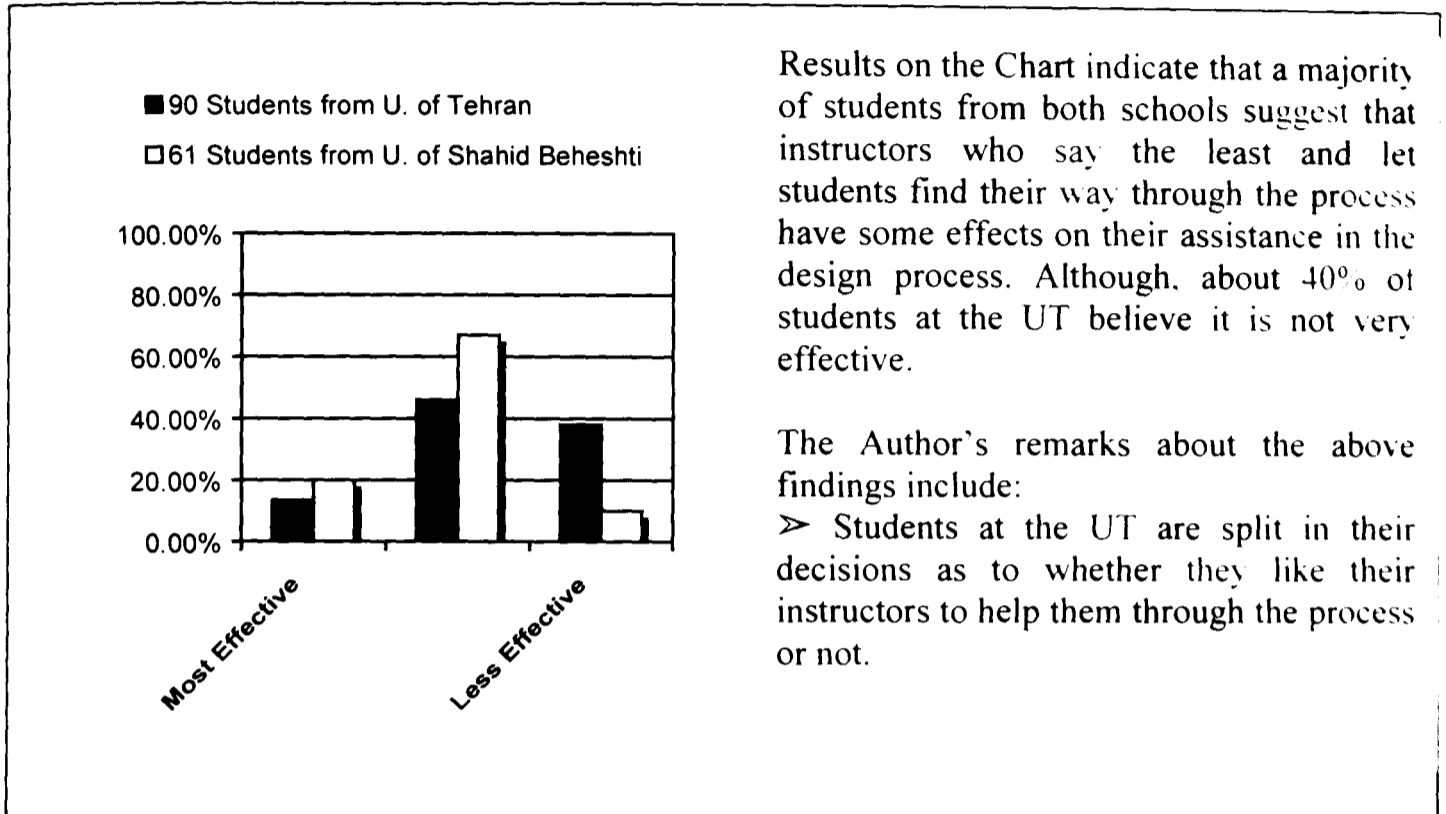 ■90 Students from U. of Tehran
□61 Students from U. of Shahid Beheshti
100.00%
80.00%
60.00%
40.00%
20.00%
0.00%
Most Effective
Less Effective
Results on the Chart indicate that a majority
of students from both schools suggest that
instructors who say the least and let
students find their way through the process
have some effects on their assistance in the
design process. Although, about 40% of
students at the UT believe it is not very
effective.
The Author's remarks about the above
findings include:
➢ Students at the UT are split in their
decisions as to whether they like their
instructors to help them through the process
or not.